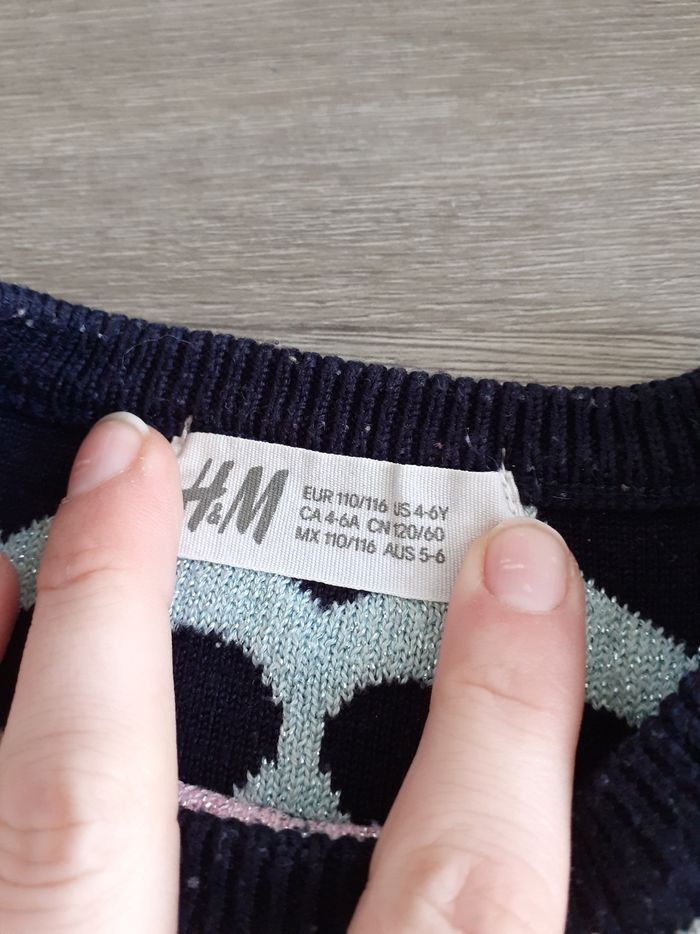 H&M
EUR 110/116 US 4-6Y
CA 4-6A CN 120/60
MX 110/116 AUS 5-6